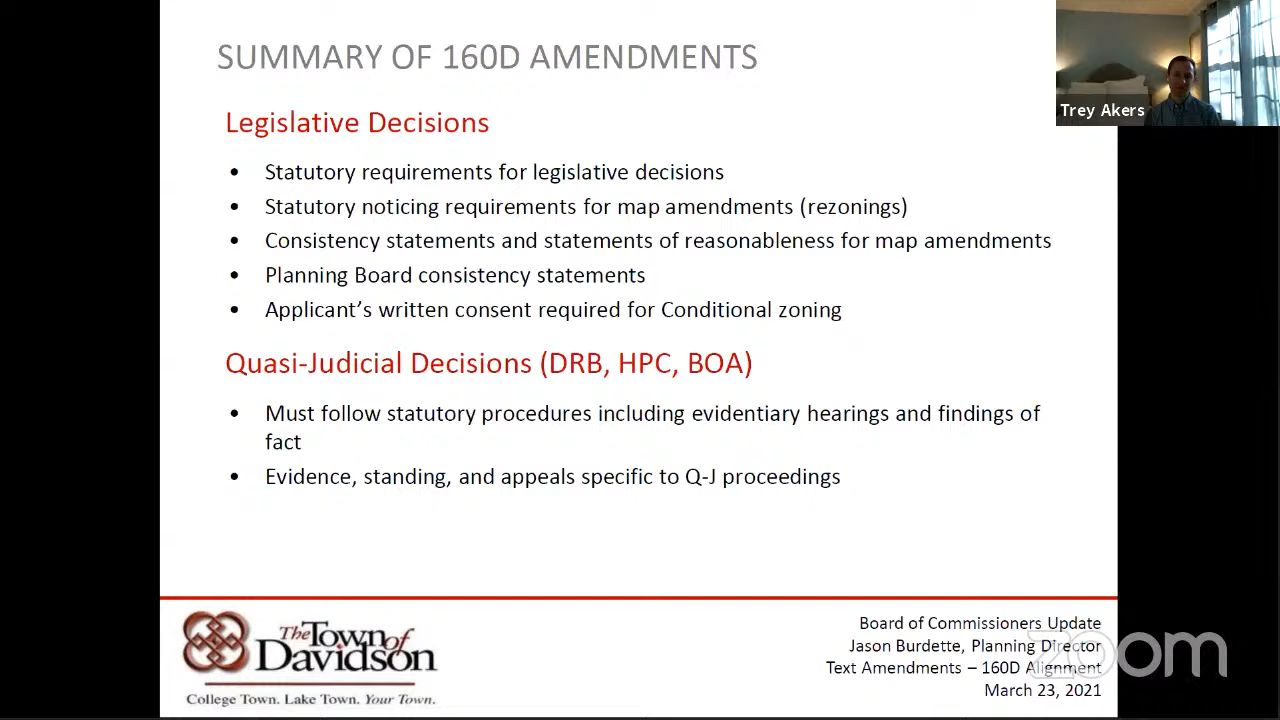 SUMMARY OF 160D AMENDMENTS
Trey Akers
Legislative Decisions
• Statutory requirements for legislative decisions
• Statutory noticing requirements for map amendments (rezonings)
• Consistency statements and statements of reasonableness for map amendments
• Planning Board consistency statements
• Applicant's written consent required for Conditional zoning
Quasi-Judicial Decisions (DRB, HPC, BOA)
• Must follow statutory procedures including evidentiary hearings and findings of
fact
• Evidence, standing, and appeals specific to Q-J proceedings
The Town of
Davidson
College Town. Lake Town. Your Town.
Board of Commissioners Update
Jason Burdette, Planning Director
Text Amendments – 160D Alignment
March 23, 2021
zoom